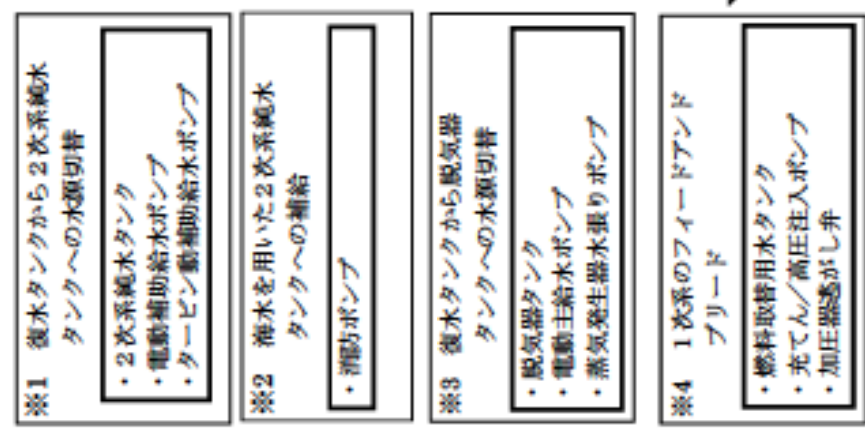 ※1 復水タンクから2次系純水
タンクへの水源切替
・2次系純水タンク
・電動補助給水ポンプ
・タービン動補助給水ポンプ
※2 海水を用いた2次系純水
タンクへの補給
・消防ポンプ
※3 復水タンクから脱気器
タンクへの水源切替
・脱気器タンク
・電動主給水ポンプ
・蒸気発生器水張りポンプ
※4 1次系のフィードアンド
ブリード
・燃料取替用水タンク
・充てん/高圧注入ポンプ
・加圧器逃がし弁